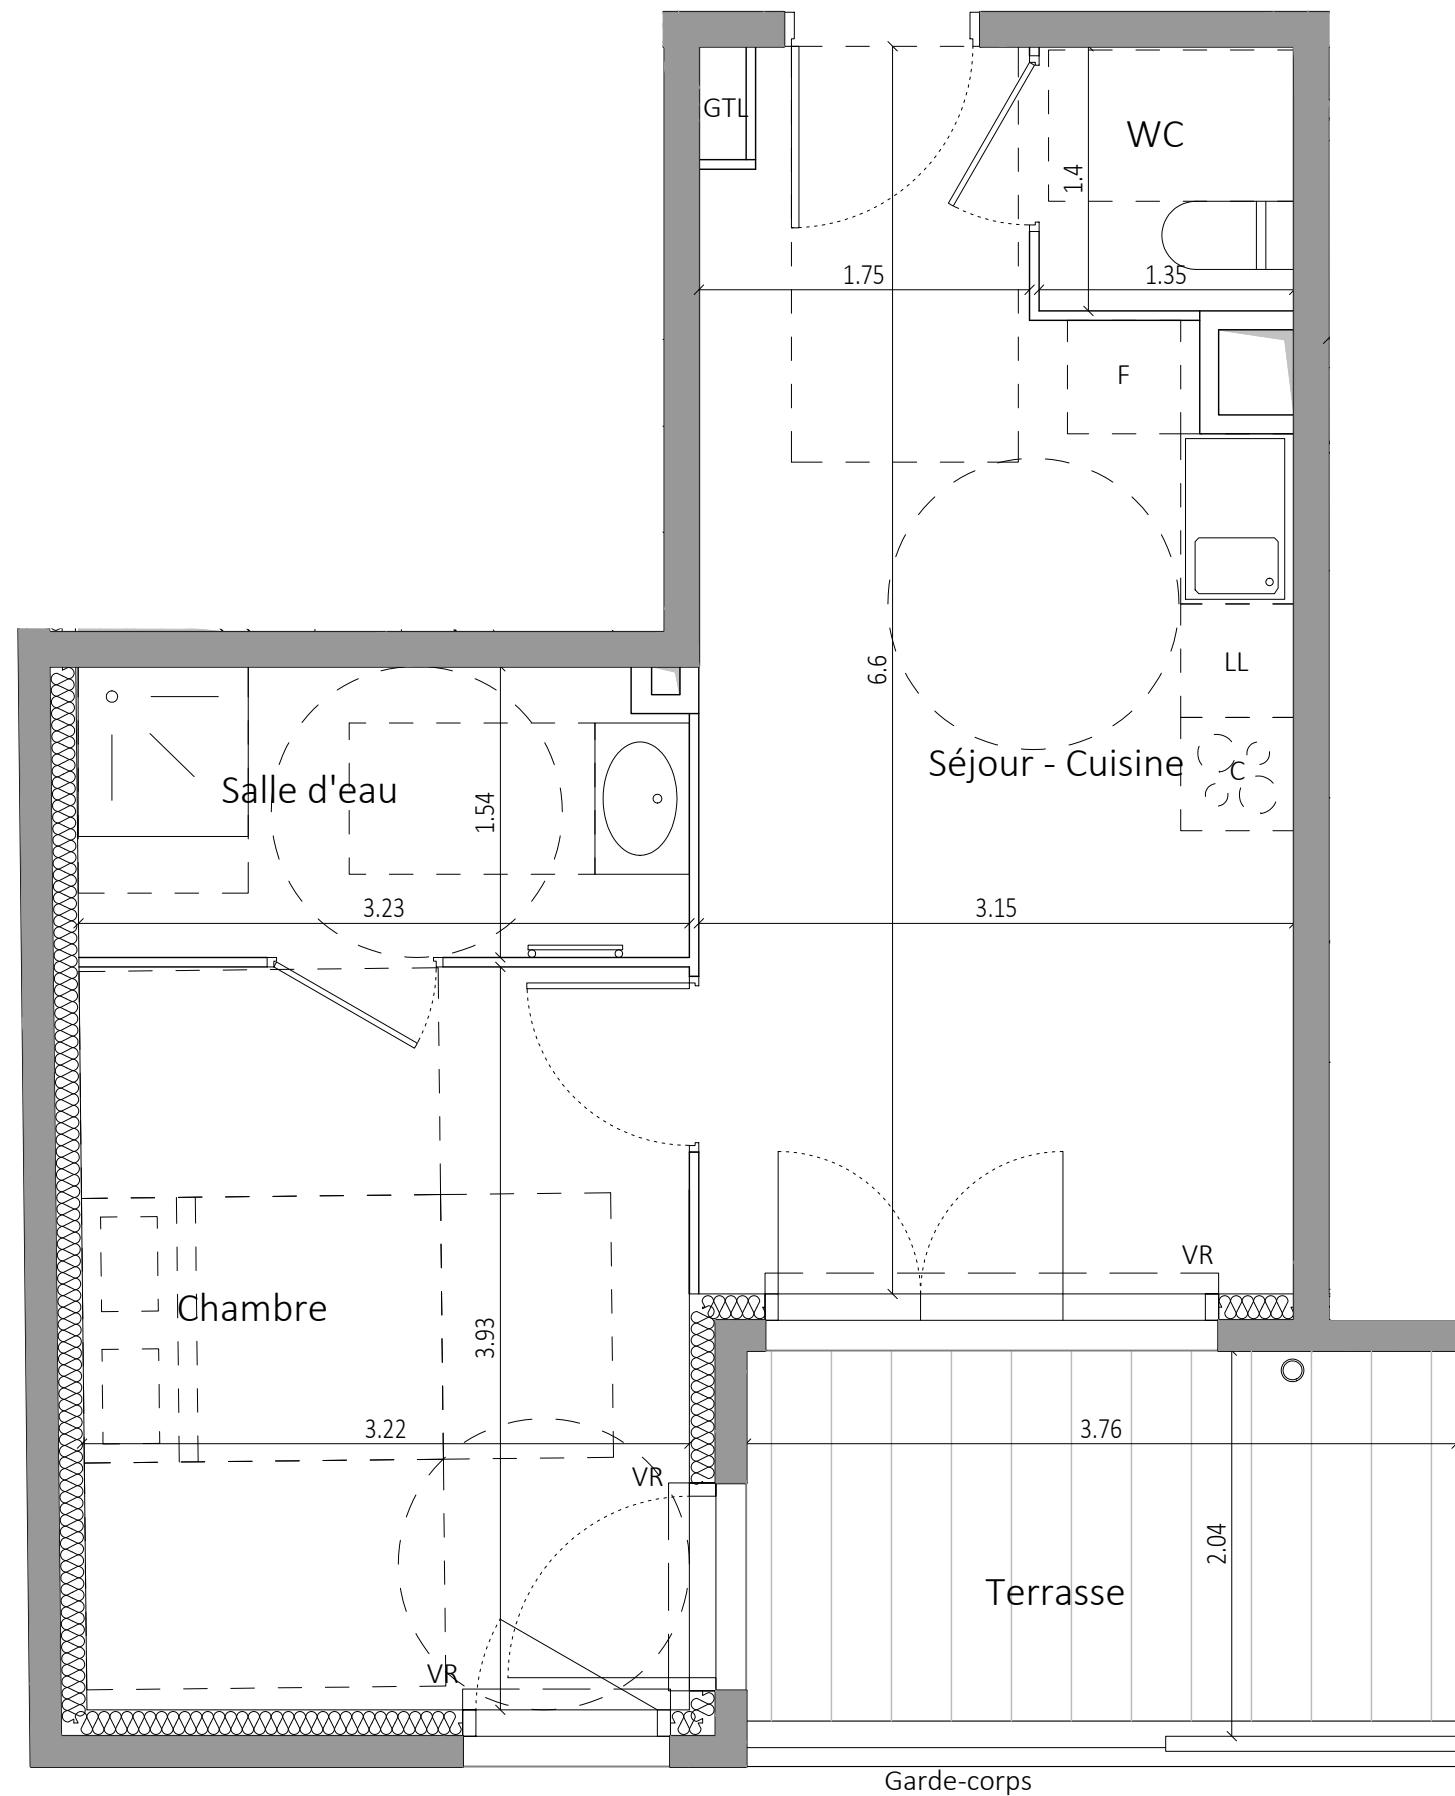 GTL
WC
1.4
1.75
1.35
F
6.6
LL
Séjour - Cuisine
C
Salle d'eau
1.54
3.23
3.15
VR
Chambre
3.93
3.22
3.76
VR
2.04
Terrasse
VR
Garde-corps